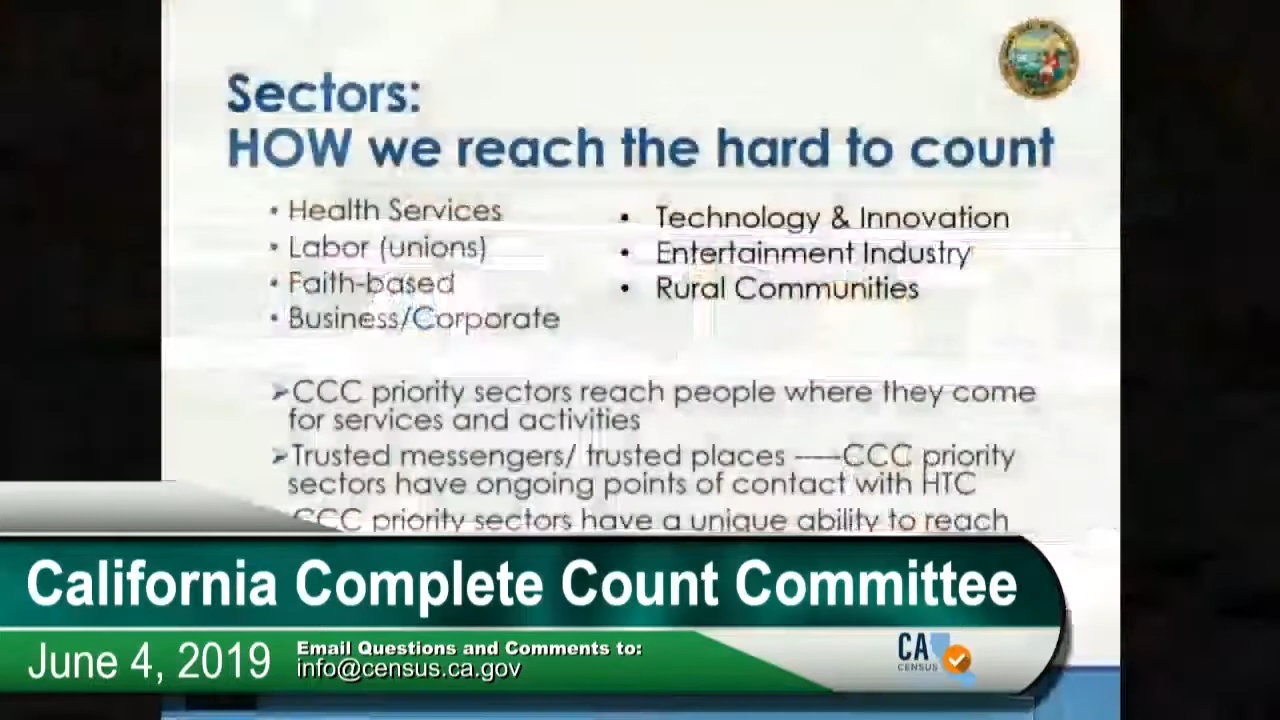 Sectors:
HOW we reach the hard to count
• Health Services
• Labor (unions)
• Faith-based
• Business/Corporate
• Technology & Innovation
• Entertainment Industry
• Rural Communities
➢CCC priority sectors reach people where they come
for services and activities
➢Trusted messengers/ trusted places ----CCC priority
sectors have ongoing points of contact with HTC
CCC priority sectors have a unique ability to reach
California Complete Count Committee
June 4, 2019
Email Questions and Comments to:
info@census.ca.gov
CA
CENSUS